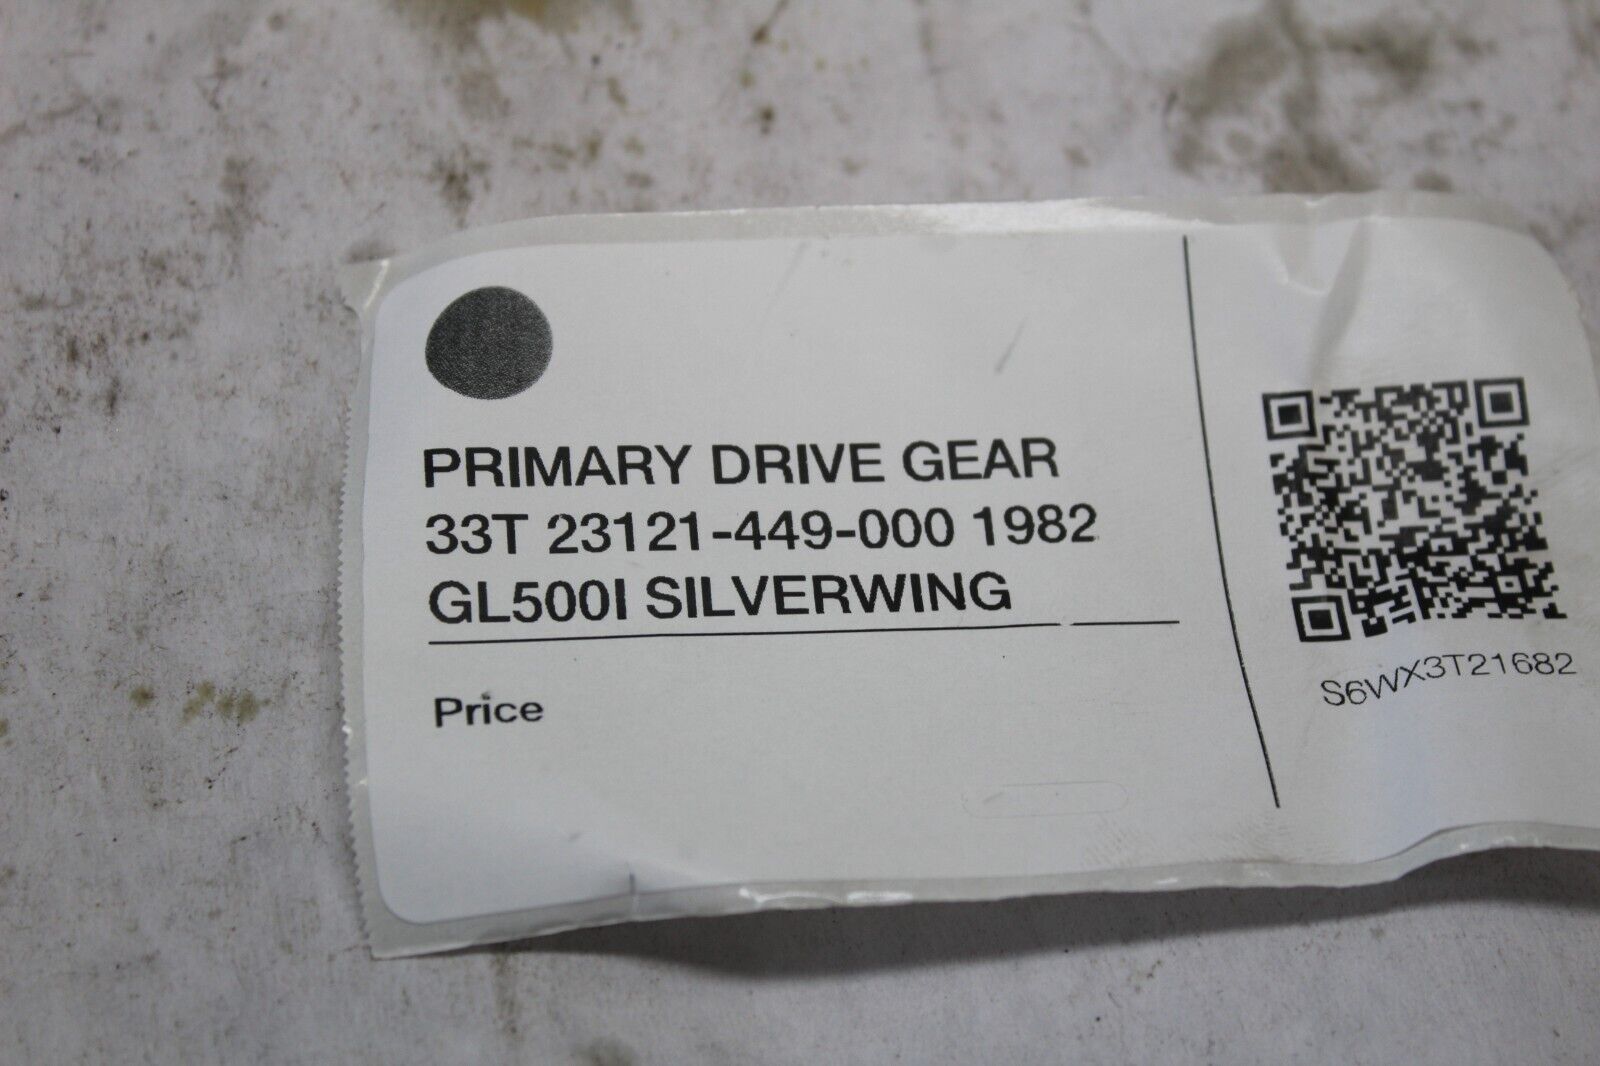 PRIMARY DRIVE GEAR
33T 23121-449-000 1982
GL500I SILVERWING
Price
S6WX3T21682